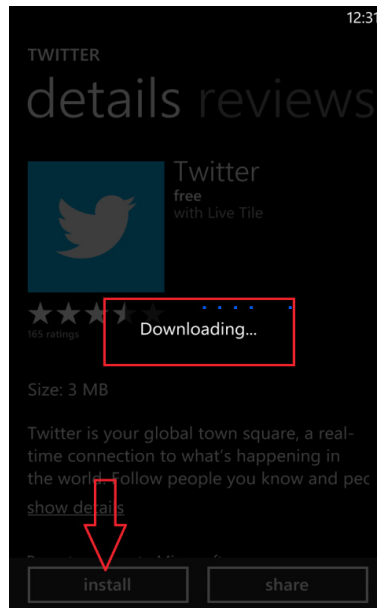 12:31
TWITTER
details reviews
Twitter
free
with Live Tile
165 ratings
Downloading...
Size: 3 MB
Twitter is your global town square, a real-
time connection to what's happening in
the world. Follow people you know and pec
show details
install share